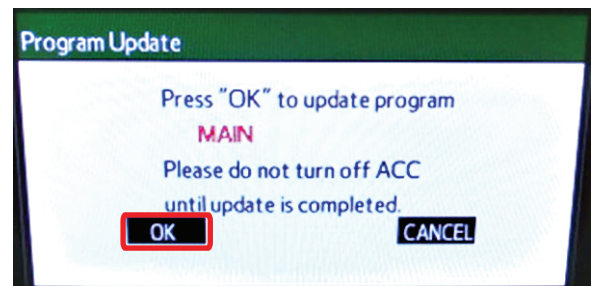 Program Update
Press "OK" to update program
MAIN
Please do not turn off ACC
until update is completed.
OK CANCEL